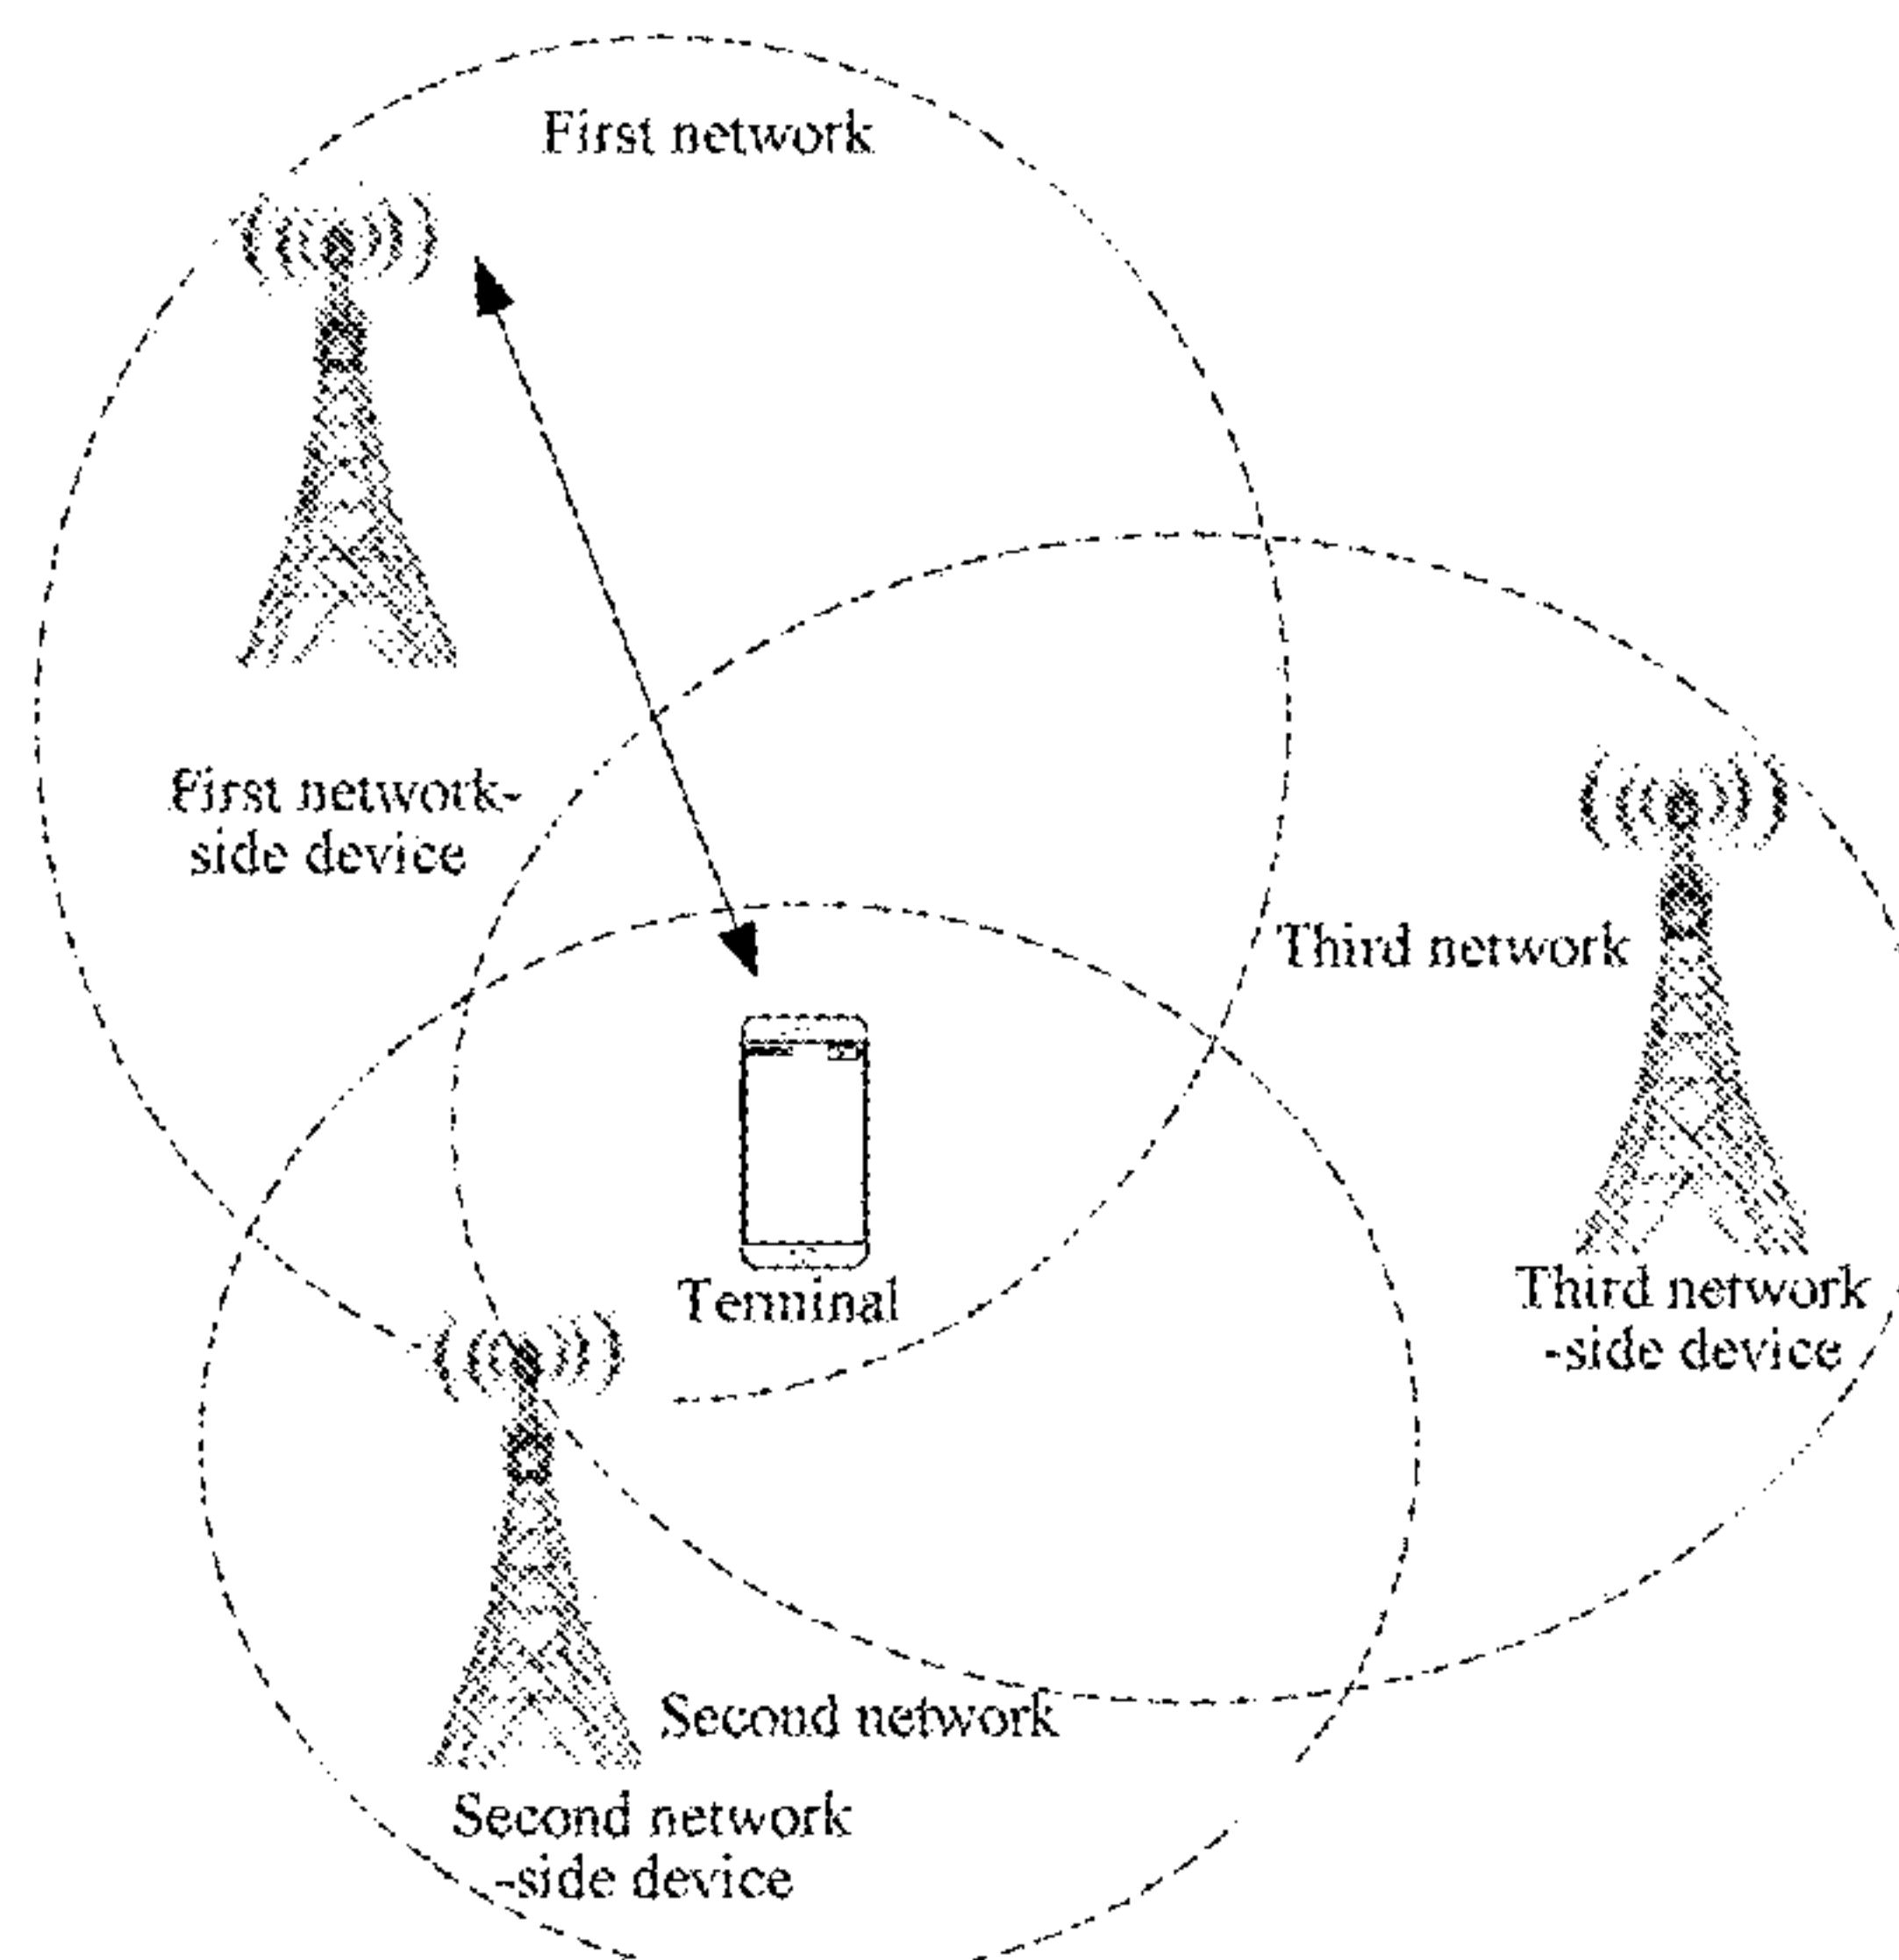 First network
First network-
side device
Third network
Terminal
Third network
-side device
Second network
Second network
-side device